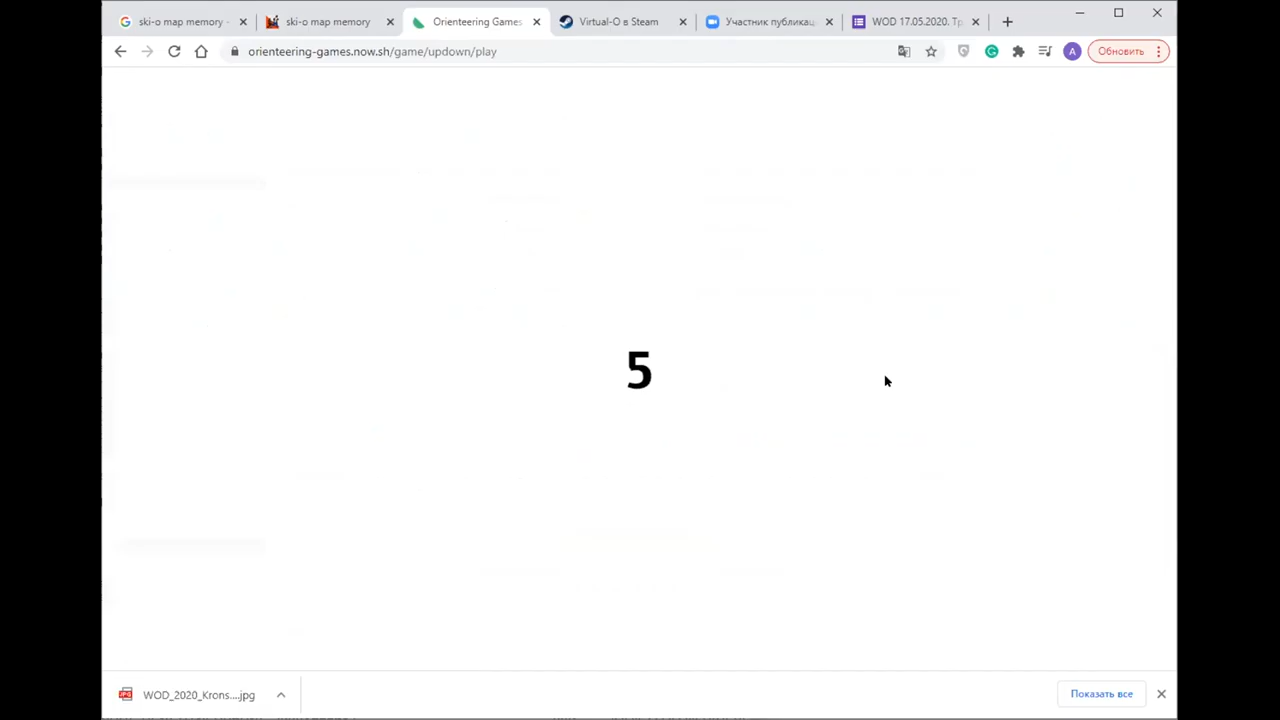 ski-o map memory -
ski-o map memory
Orienteering Games
Virtual-O в Steam
Участник публикац
WOD 17.05.2020. Тр
orienteering-games.now.sh/game/updown/play
A
Обновить
5
JPG
WOD_2020_Krons....jpg
Показать все